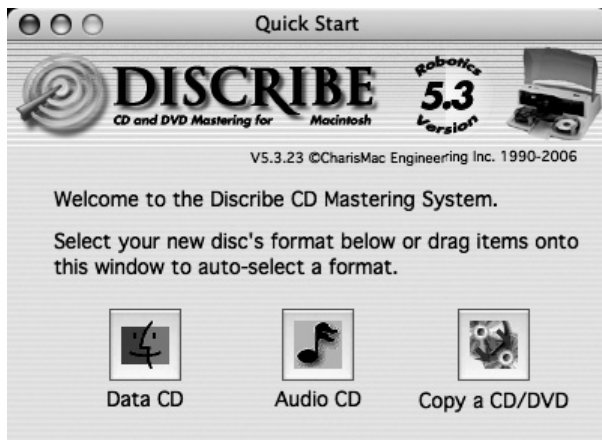 Quick Start
DISCRIBE
CD and DVD Mastering for Macintosh
Robotics
5.3
Version
V5.3.23 ©CharisMac Engineering Inc. 1990-2006
Welcome to the Discribe CD Mastering System.
Select your new disc's format below or drag items onto
this window to auto-select a format.
Data CD
Audio CD
Copy a CD/DVD